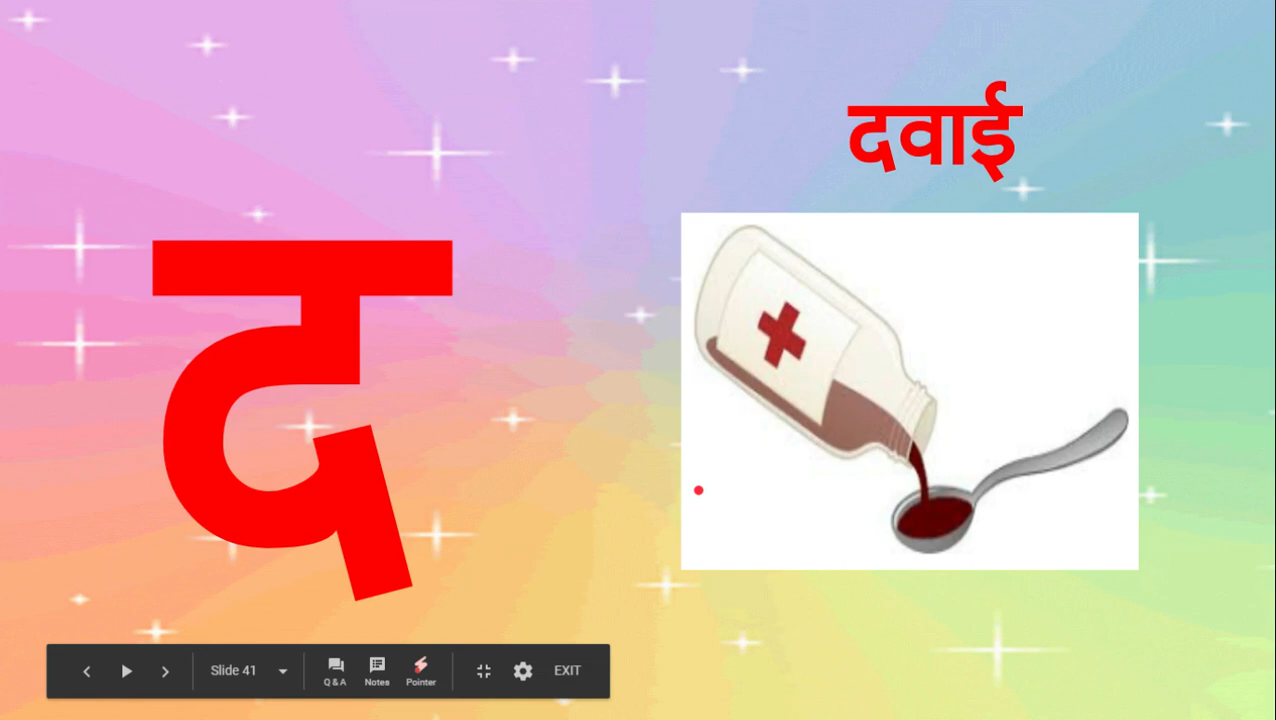 दवाई
द
Slide 41
Q & A Notes Pointer
EXIT